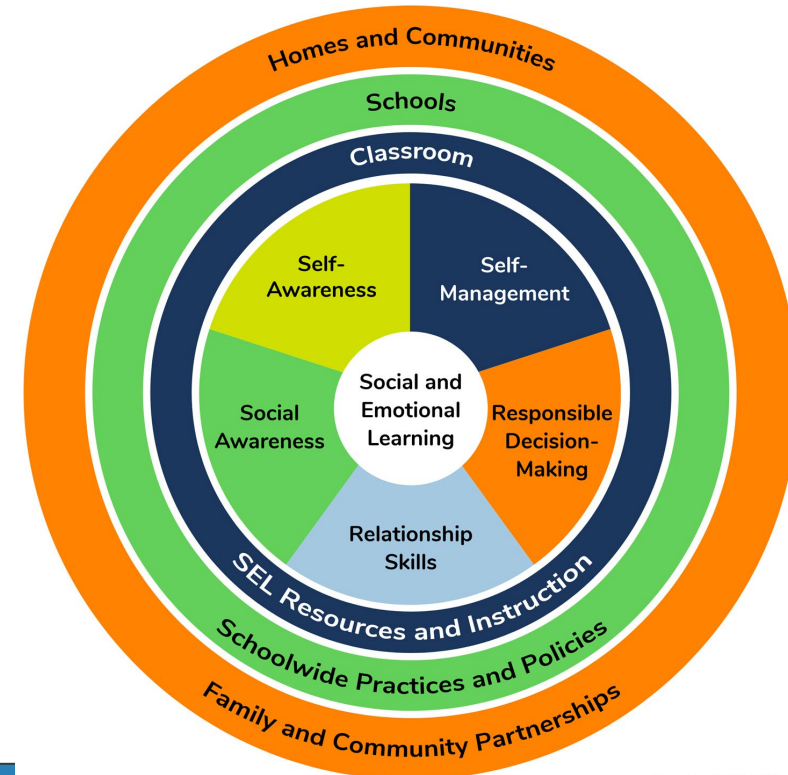 Homes and Communities
Schools
Classroom
Self-
Awareness
Self-
Management
Social and
Emotional
Learning
Social
Awareness
Responsible
Decision-
Making
Relationship
Skills
SEL Resources and Instruction
Schoolwide Practices and Policies
Family and Community Partnerships